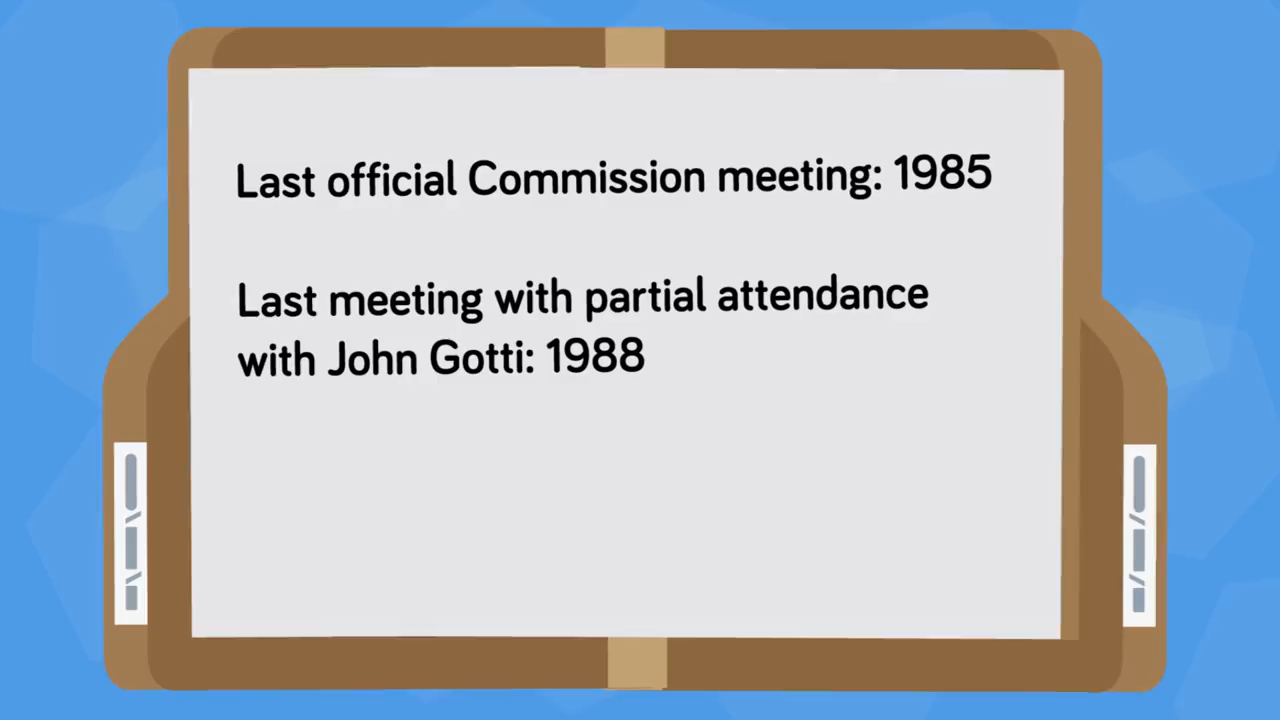 Last official Commission meeting: 1985
Last meeting with partial attendance
with John Gotti: 1988